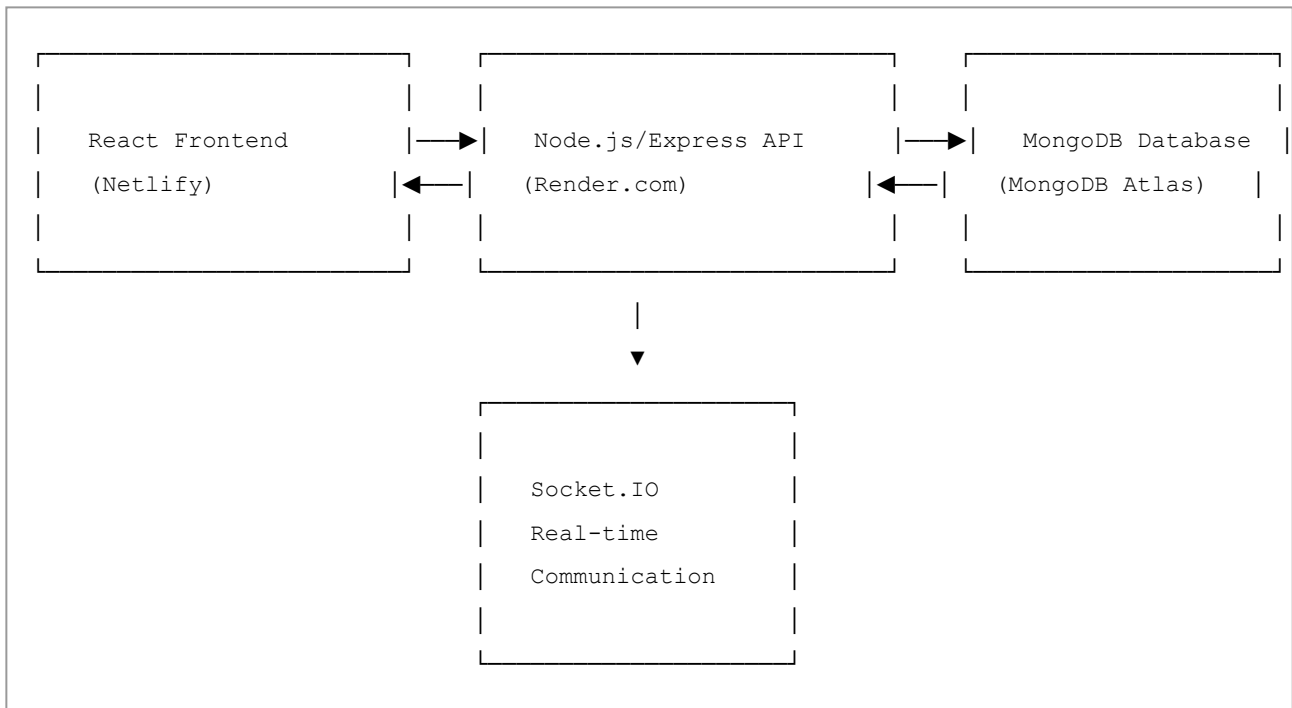 React Frontend
(Netlify)
Node.js/Express API
(Render.com)
MongoDB Database
(MongoDB Atlas)
Socket.IO
Real-time
Communication